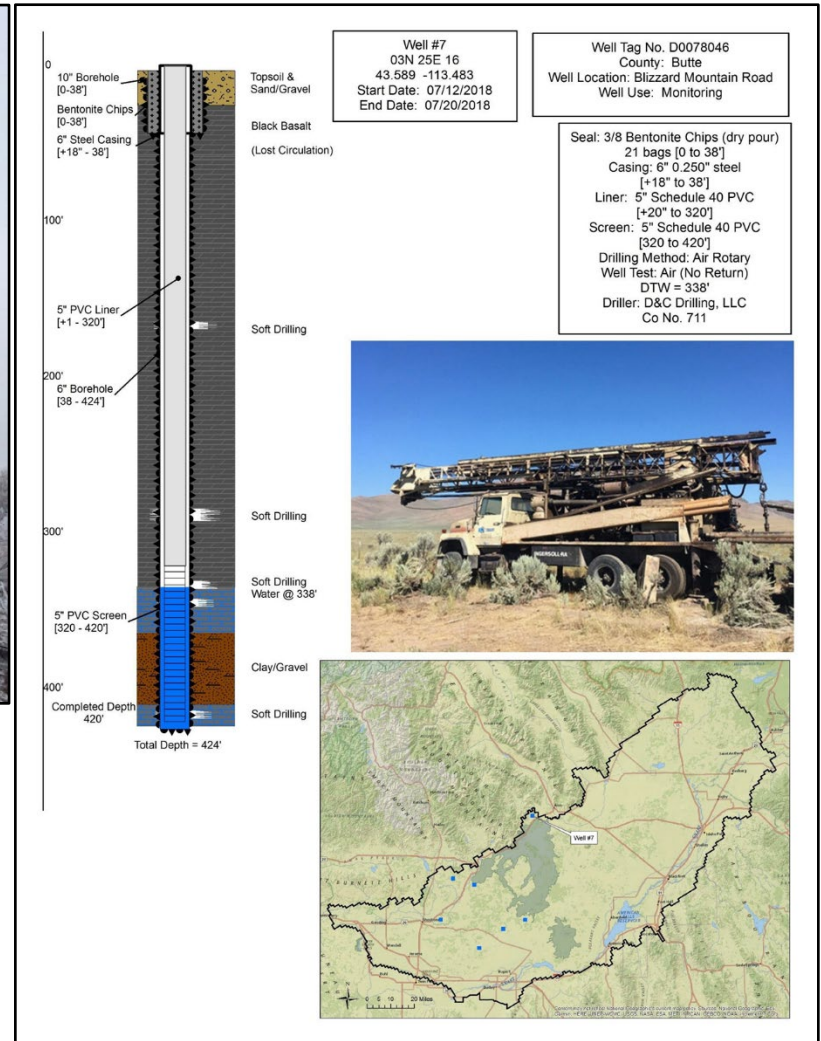 Well #7
03N 25E 16
43.589 -113.483
Start Date: 07/12/2018
End Date: 07/20/2018
Well Tag No. D0078046
County: Butte
Well Location: Blizzard Mountain Road
Well Use: Monitoring
Seal: 3/8 Bentonite Chips (dry pour)
21 bags [0 to 38']
Casing: 6" 0.250" steel
[+18" to 38']
Liner: 5" Schedule 40 PVC
[+20" to 320']
Screen: 5" Schedule 40 PVC
[320 to 420']
Drilling Method: Air Rotary
Well Test: Air (No Return)
DTW = 338'
Driller: D&C Drilling, LLC
Co No. 711
0
10" Borehole
[0-38']
Bentonite Chips
[0-38']
6" Steel Casing
[+18" - 38']
Topsoil &
Sand/Gravel
Black Basalt
(Lost Circulation)
100'
5" PVC Liner
[+1 - 320']
Soft Drilling
200'
6" Borehole
[38 - 424']
300'
Soft Drilling
Soft Drilling
Water @ 338'
5" PVC Screen
[320 - 420']
Clay/Gravel
400'
Completed Depth
420'
Soft Drilling
Total Depth = 424'
INGERSOLL-RA
Well #7
AMERICAN
RESERVOIR
0 5 10 20 Miles